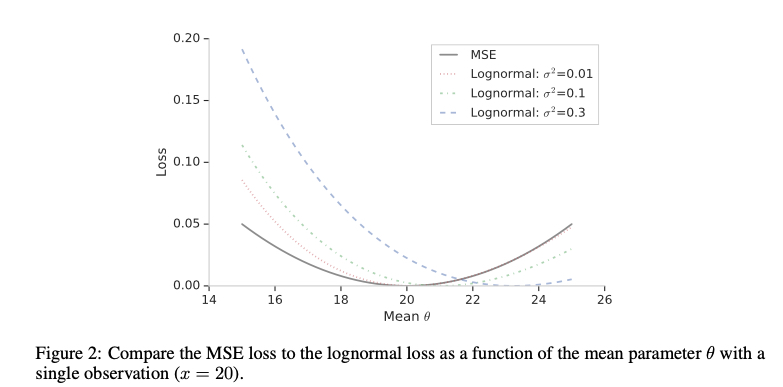 0.20
0.15
0.10
0.05
0.00
Loss
14 16 18 20 22 24 26
Mean θ
MSE
Lognormal: σ²=0.01
Lognormal: σ²=0.1
Lognormal: σ²=0.3
Figure 2: Compare the MSE loss to the lognormal loss as a function of the mean parameter θ with a
single observation (x = 20).